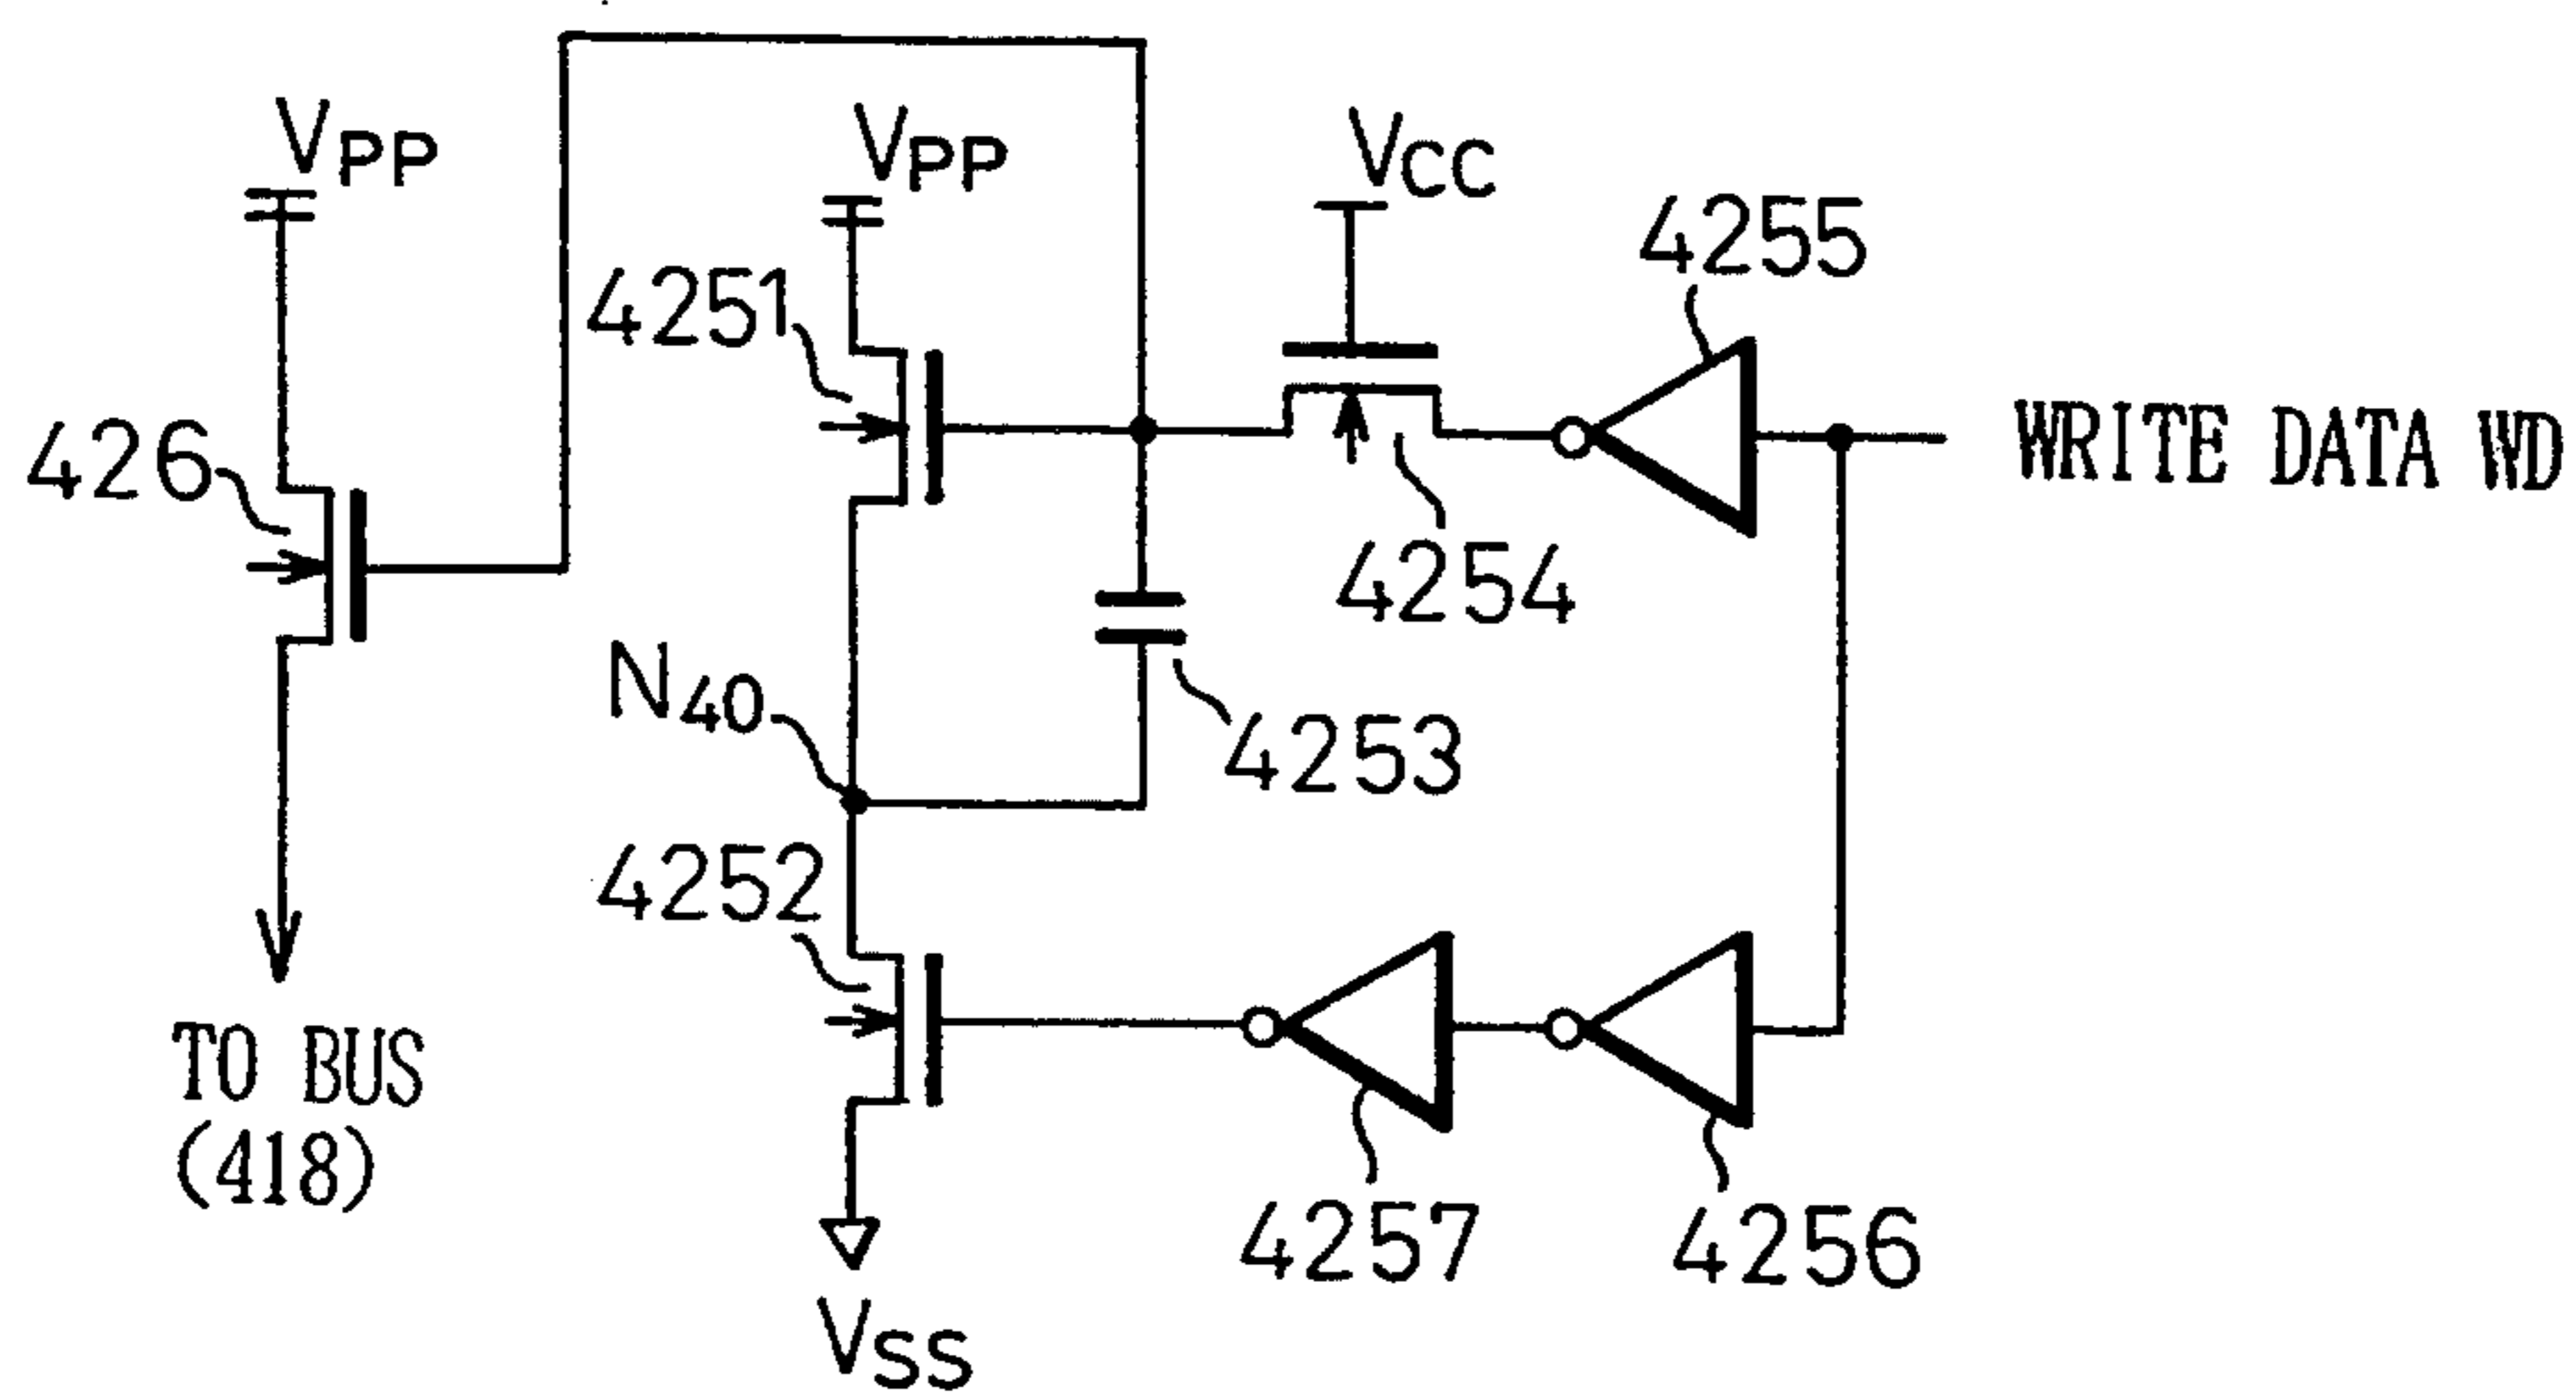 VPP
VPP
VCC
4255
4251
426
WRITE DATA WD
4254
N40
4253
4252
TO BUS
(418)
4257
4256
VSS